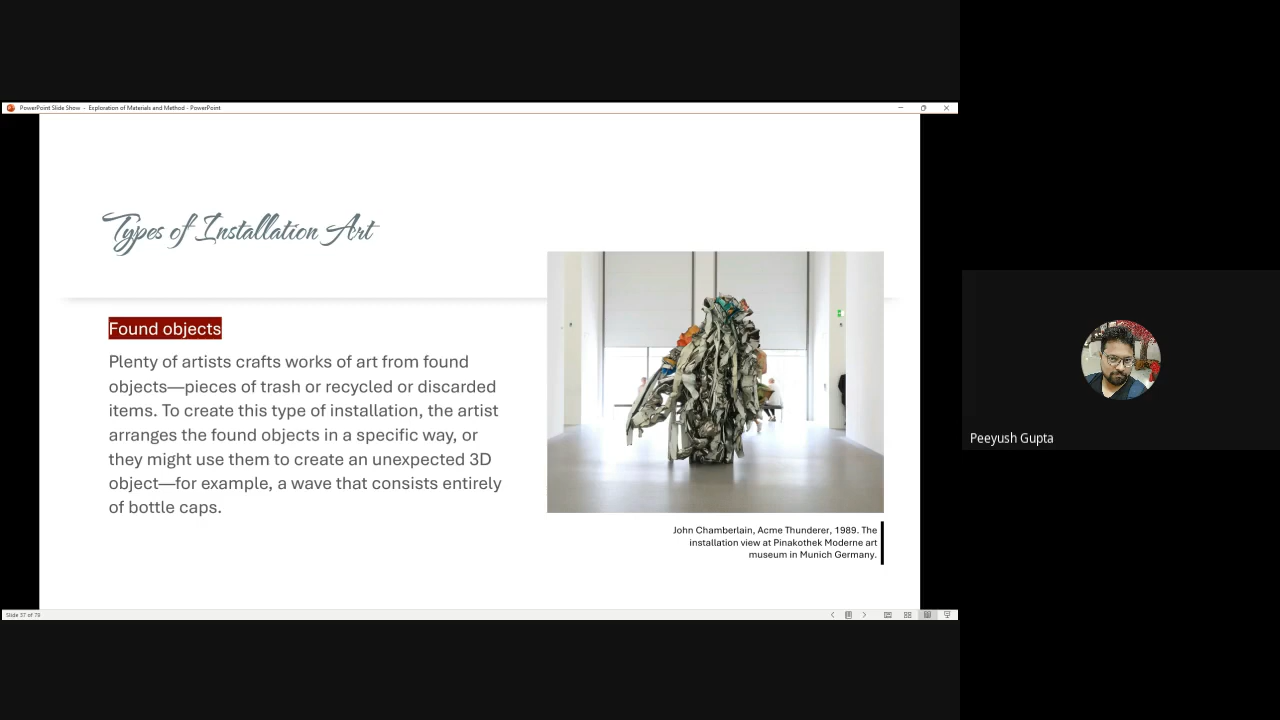 PowerPoint Slide Show - Exploration of Materials and Method - PowerPoint
Types of Installation Art
Found objects
Plenty of artists crafts works of art from found
objects—pieces of trash or recycled or discarded
items. To create this type of installation, the artist
arranges the found objects in a specific way, or
they might use them to create an unexpected 3D
object—for example, a wave that consists entirely
of bottle caps.
John Chamberlain, Acme Thunderer, 1989. The
installation view at Pinakothek Moderne art
museum in Munich Germany.
Slide 37 of 79
Peeyush Gupta